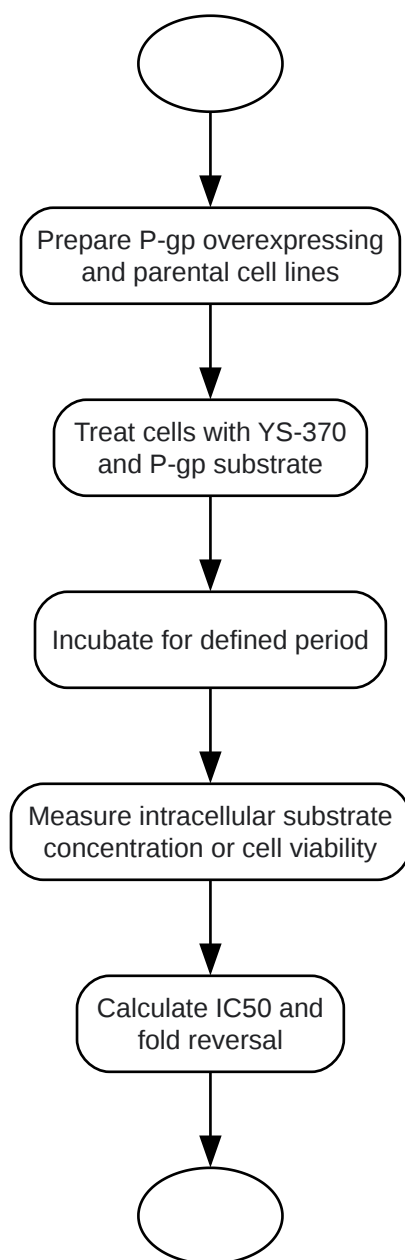 Prepare P-gp overexpressing
and parental cell lines
Treat cells with YS-370
and P-gp substrate
Incubate for defined period
Measure intracellular substrate
concentration or cell viability
Calculate IC50 and
fold reversal